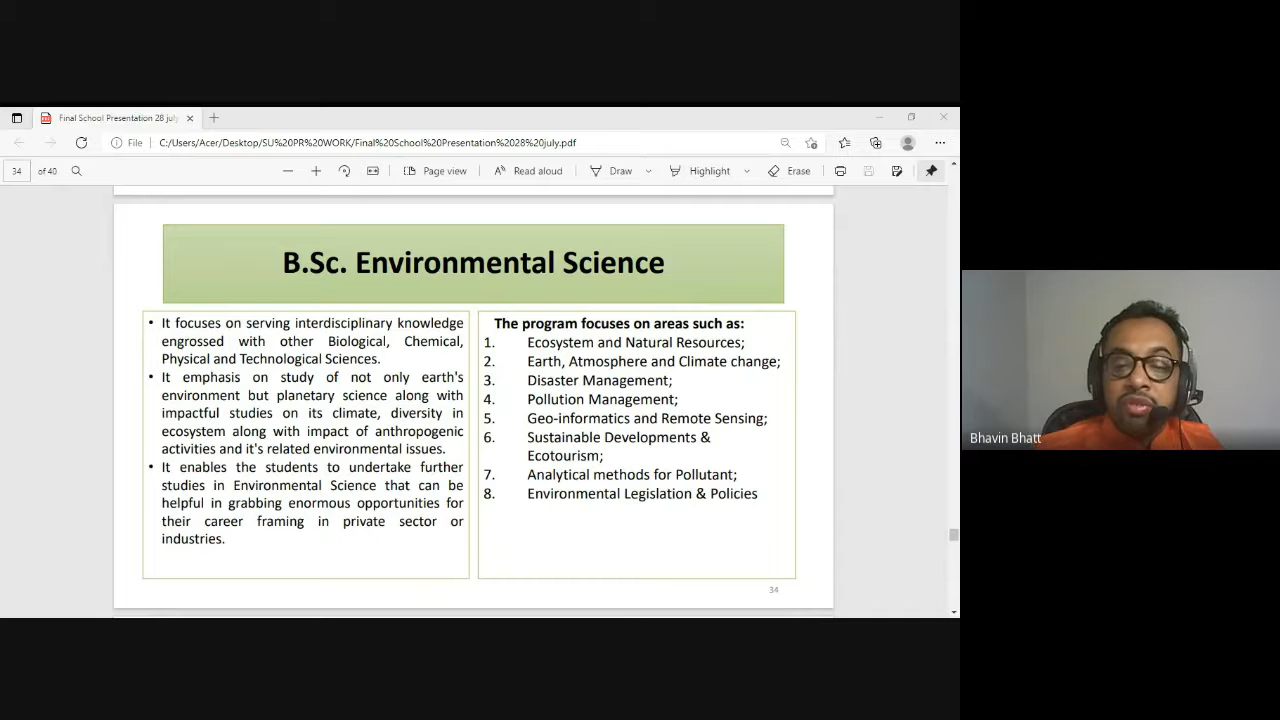 Final School Presentation 28 july
File
C:/Users/Acer/Desktop/SU%20PR%20WORK/Final%20School%20Presentation%2028%20july.pdf
34 of 40
Page view
Read aloud
Draw
Highlight
Erase
B.Sc. Environmental Science
• It focuses on serving interdisciplinary knowledge
engrossed with other Biological, Chemical,
Physical and Technological Sciences.
• It emphasis on study of not only earth's
environment but planetary science along with
impactful studies on its climate, diversity in
ecosystem along with impact of anthropogenic
activities and it's related environmental issues.
• It enables the students to undertake further
studies in Environmental Science that can be
helpful in grabbing enormous opportunities for
their career framing in private sector or
industries.
The program focuses on areas such as:
1. Ecosystem and Natural Resources;
2. Earth, Atmosphere and Climate change;
3. Disaster Management;
4. Pollution Management;
5. Geo-informatics and Remote Sensing;
6. Sustainable Developments &
Ecotourism;
7. Analytical methods for Pollutant;
8. Environmental Legislation & Policies
34
Bhavin Bhatt